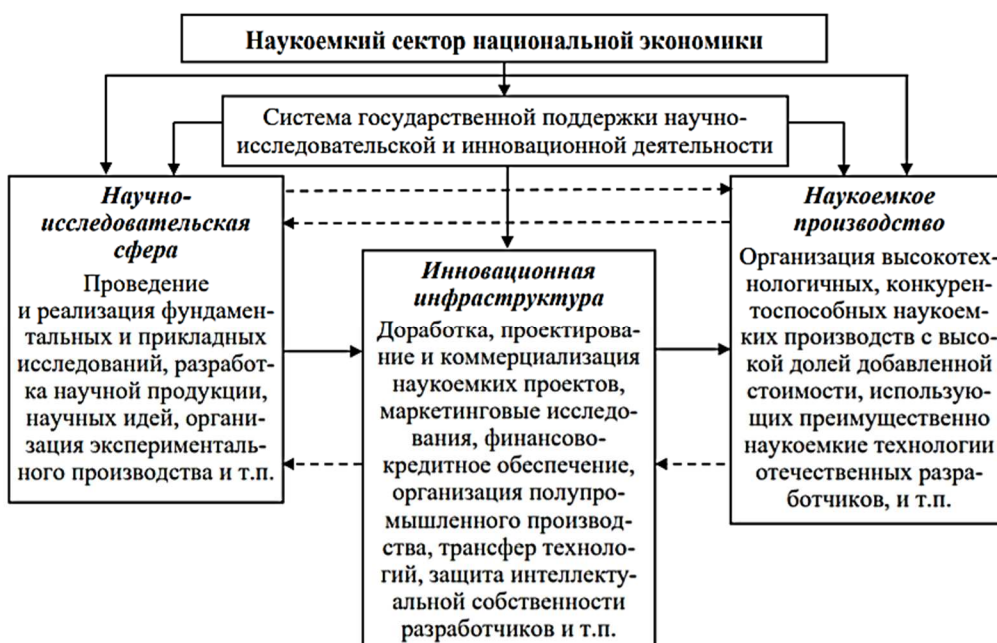 Наукоемкий сектор национальной экономики
Система государственной поддержки научно-
исследовательской и инновационной деятельности
Научно-
исследовательская
сфера
Проведение
и реализация фундамен-
тальных и прикладных
исследований, разработ-
ка научной продукции,
научных идей, органи-
зация эксперименталь-
ного производства и т.п.
Инновационная
инфраструктура
Доработка, проектирова-
ние и коммерциализация
наукоемких проектов,
маркетинговые исследо-
вания, финансово-
кредитное обеспечение,
организация полупро-
мышленного производ-
ства, трансфер техноло-
гий, защита интеллекту-
альной собственности
разработчиков и т.п.
Наукоемкое
производство
Организация высокотех-
нологичных, конкурен-
тоспособных наукоем-
ких производств с высо-
кой долей добавленной
стоимости, использую-
щих преимущественно
наукоемкие технологии
отечественных разра-
ботчиков, и т.п.